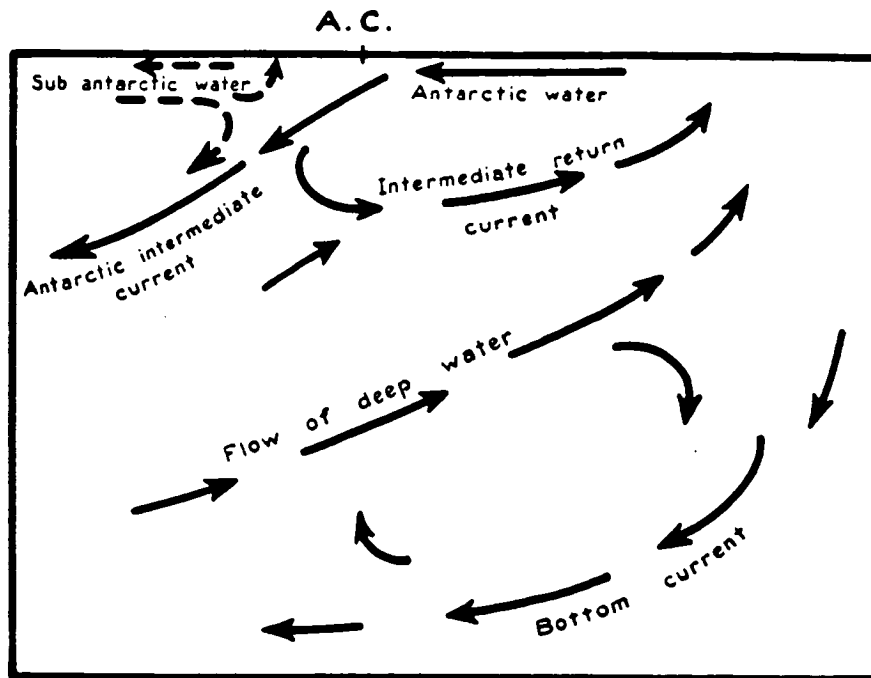 A.C.
Sub antarctic water
Antarctic water
Intermediate return
current
Antarctic intermediate
current
Flow of deep water
Bottom current